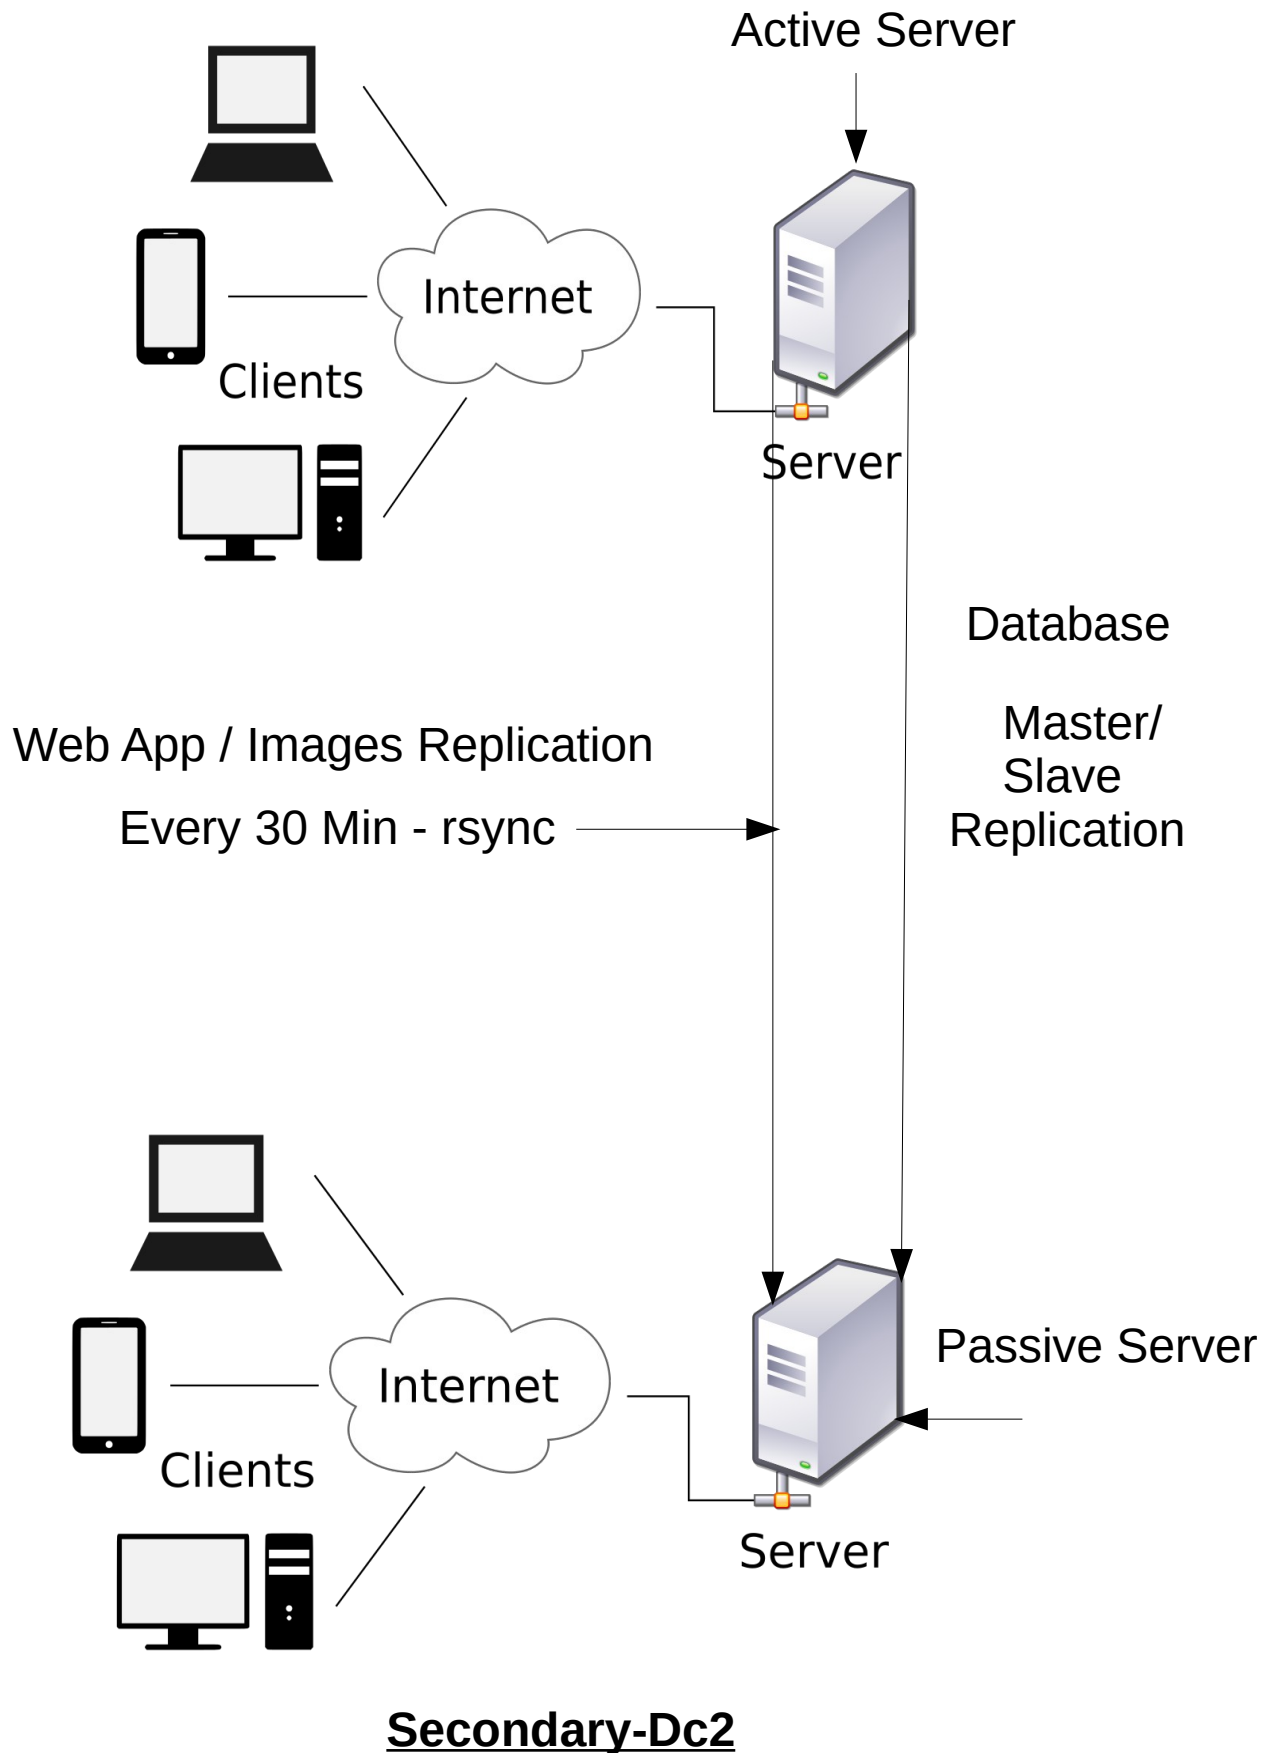 Active Server
Internet
Clients
Server
Database
Master/
Slave
Replication
Web App / Images Replication
Every 30 Min - rsync
Passive Server
Internet
Clients
Server
Secondary-Dc2